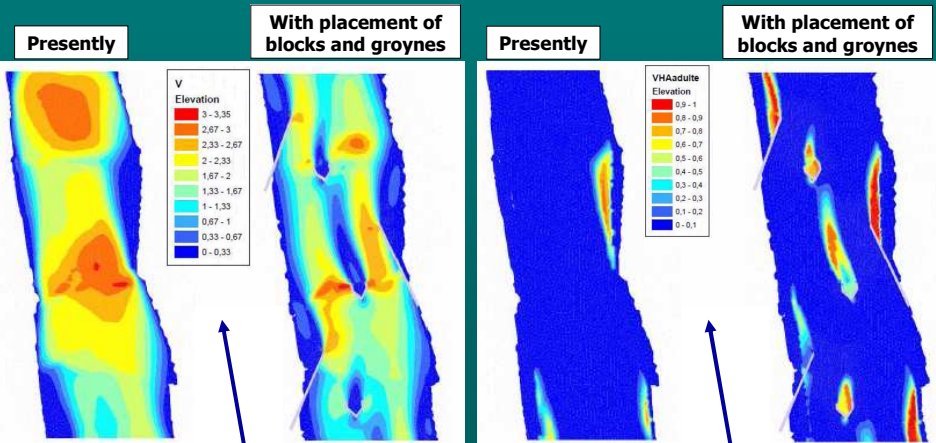 Presently
With placement of
blocks and groynes
V
Elevation
3 - 3,35
2,67 - 3
2,33 - 2,67
2 - 2,33
1,67 - 2
1,33 - 1,67
1 - 1,33
0,67 - 1
0,33 - 0,67
0 - 0,33
Presently
With placement of
blocks and groynes
VHAadulte
Elevation
0,9 - 1
0,8 - 0,9
0,7 - 0,8
0,6 - 0,7
0,5 - 0,6
0,4 - 0,5
0,3 - 0,4
0,2 - 0,3
0,1 - 0,2
0 - 0,1